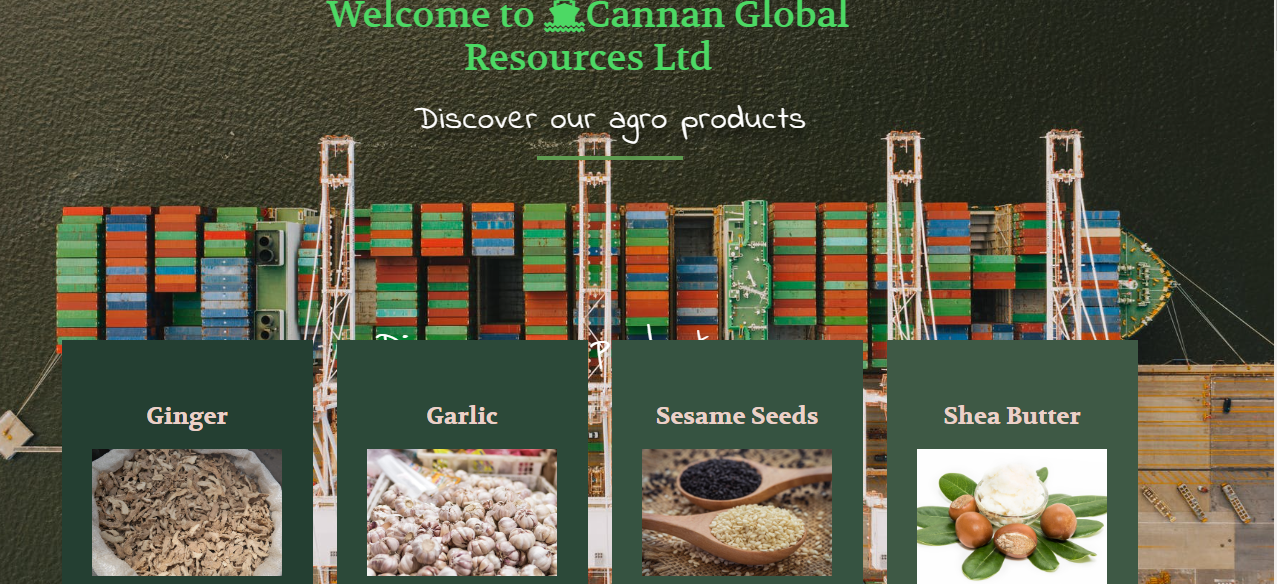 Welcome to Cannan Global
Resources Ltd
Discover our agro products
Ginger
Garlic
Sesame Seeds
Shea Butter